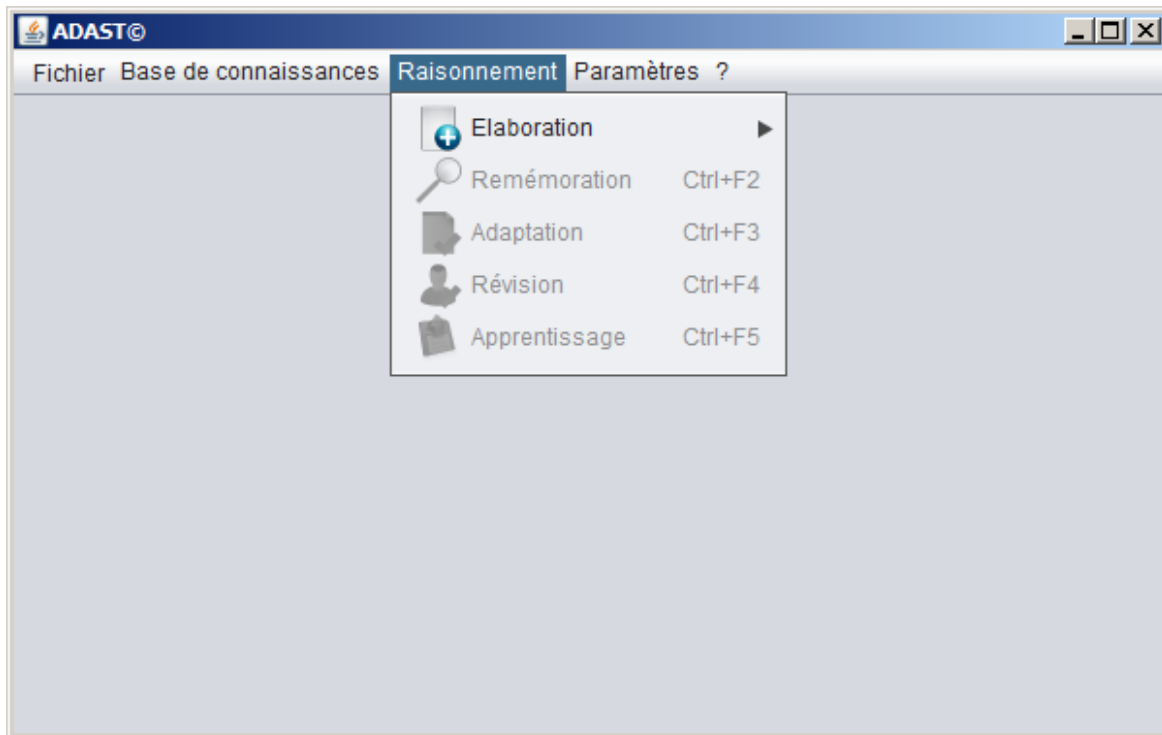 ADAST©
Fichier Base de connaissances Raisonnement Paramètres ?
Elaboration
Remémoration Ctrl+F2
Adaptation Ctrl+F3
Révision Ctrl+F4
Apprentissage Ctrl+F5